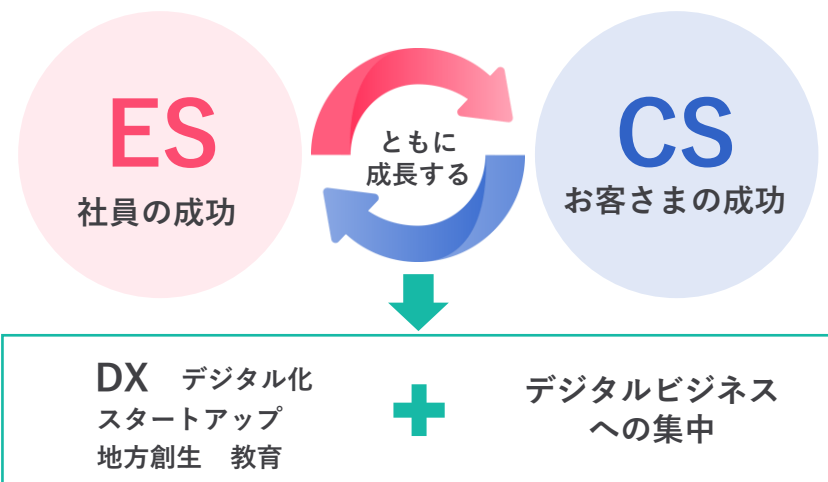 ES
社員の成功
ともに
成長する
CS
お客さまの成功
DX デジタル化
スタートアップ
地方創生 教育
デジタルビジネス
への集中